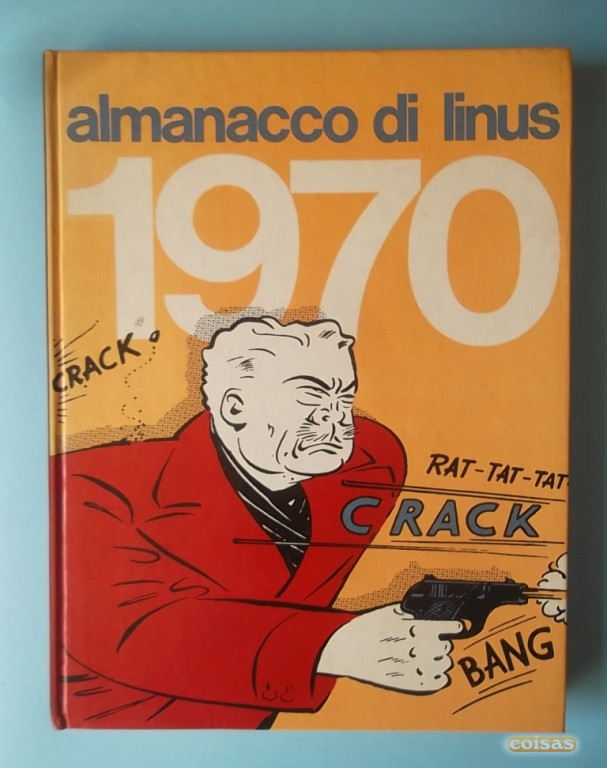 almanacco di linus
1970
CRACK
RAT-TAT-TAT-
CRACK
BANG
coisas